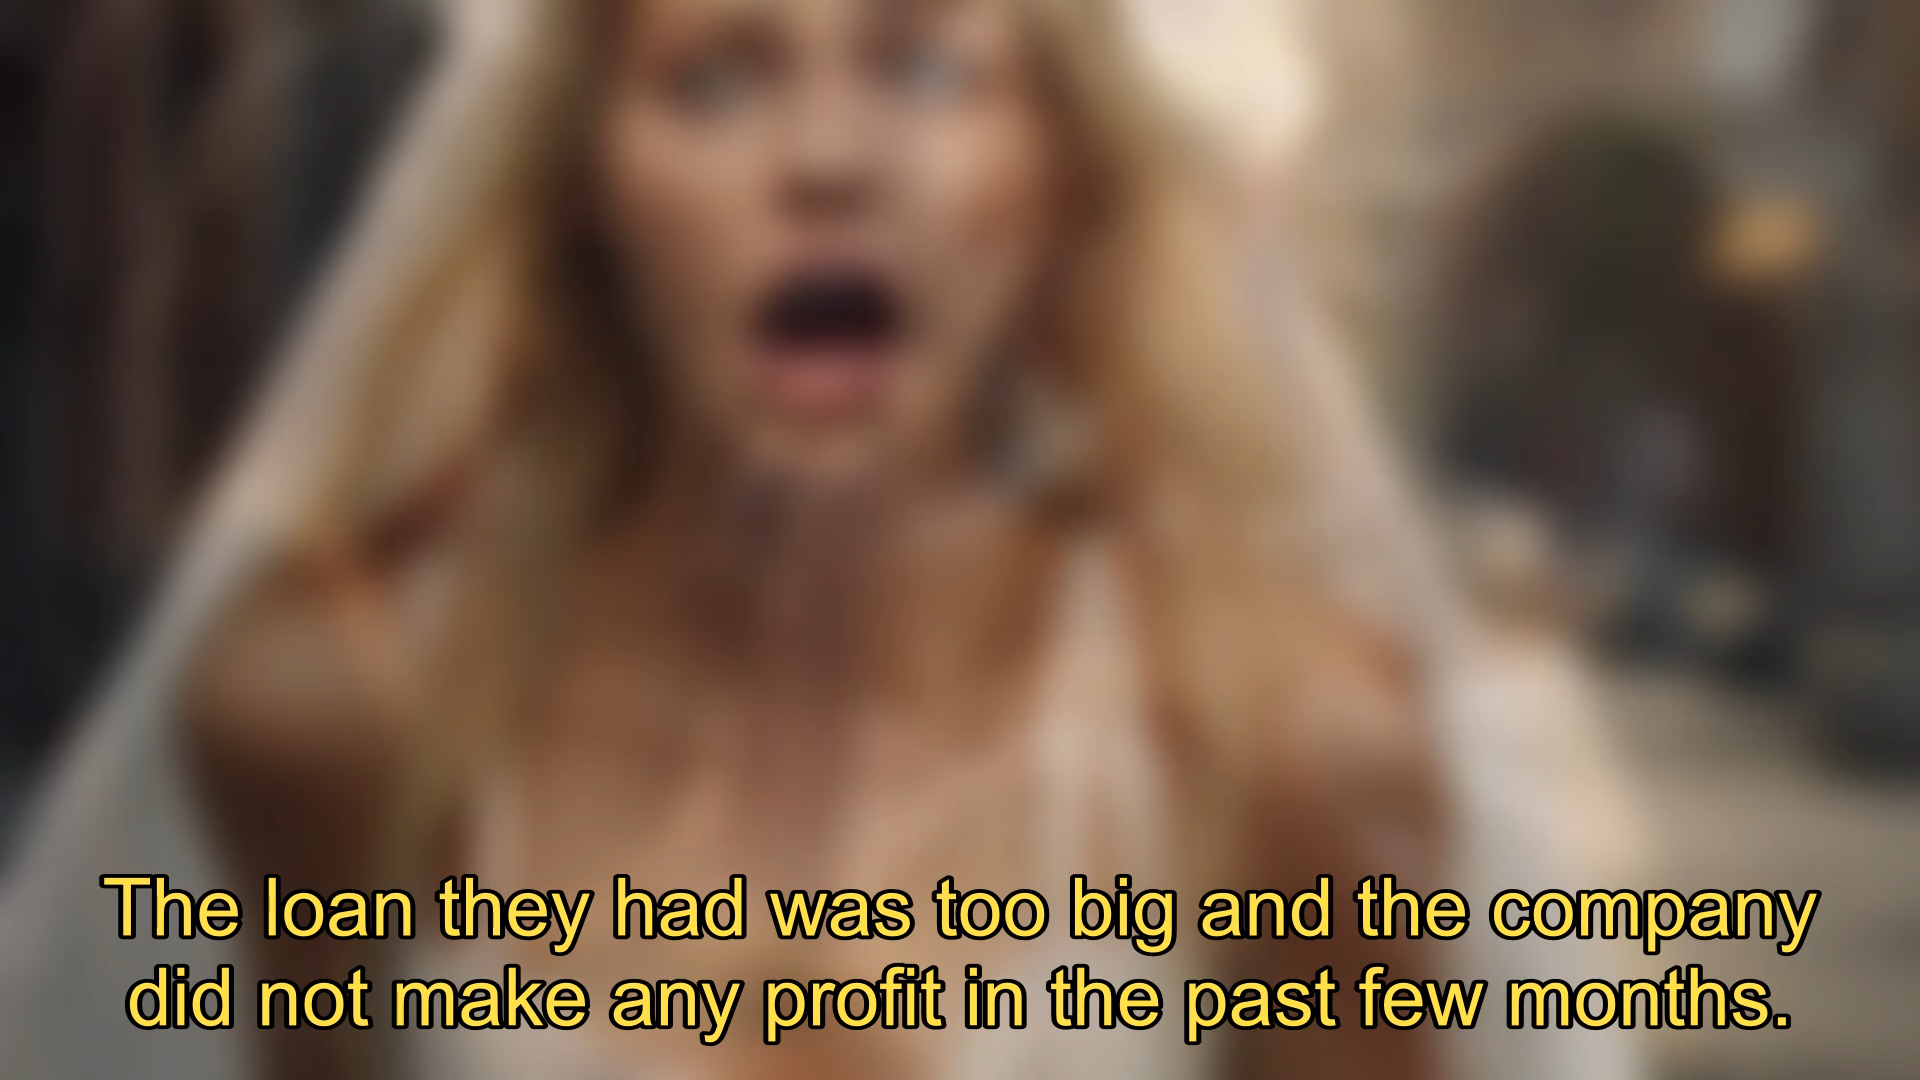 The loan they had was too big and the company
did not make any profit in the past few months.